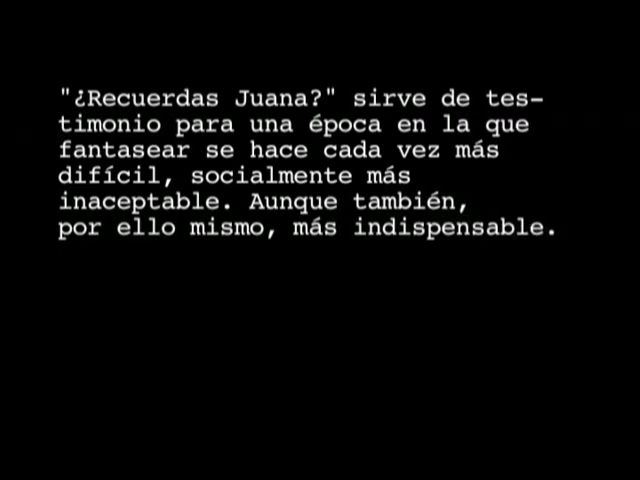 "¿Recuerdas Juana?" sirve de tes-
timonio para una época en la que
fantasear se hace cada vez más
difícil, socialmente más
inaceptable. Aunque también,
por ello mismo, más indispensable.